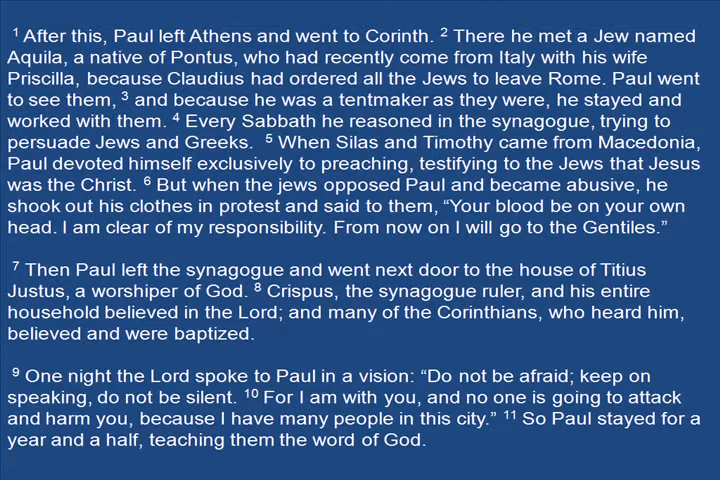 1 After this, Paul left Athens and went to Corinth. 2 There he met a Jew named
Aquila, a native of Pontus, who had recently come from Italy with his wife
Priscilla, because Claudius had ordered all the Jews to leave Rome. Paul went
to see them, 3 and because he was a tentmaker as they were, he stayed and
worked with them. 4 Every Sabbath he reasoned in the synagogue, trying to
persuade Jews and Greeks. 5 When Silas and Timothy came from Macedonia,
Paul devoted himself exclusively to preaching, testifying to the Jews that Jesus
was the Christ. 6 But when the jews opposed Paul and became abusive, he
shook out his clothes in protest and said to them, “Your blood be on your own
head. I am clear of my responsibility. From now on I will go to the Gentiles.”
7 Then Paul left the synagogue and went next door to the house of Titius
Justus, a worshiper of God. 8 Crispus, the synagogue ruler, and his entire
household believed in the Lord; and many of the Corinthians, who heard him,
believed and were baptized.
9 One night the Lord spoke to Paul in a vision: “Do not be afraid; keep on
speaking, do not be silent. 10 For I am with you, and no one is going to attack
and harm you, because I have many people in this city.” 11 So Paul stayed for a
year and a half, teaching them the word of God.